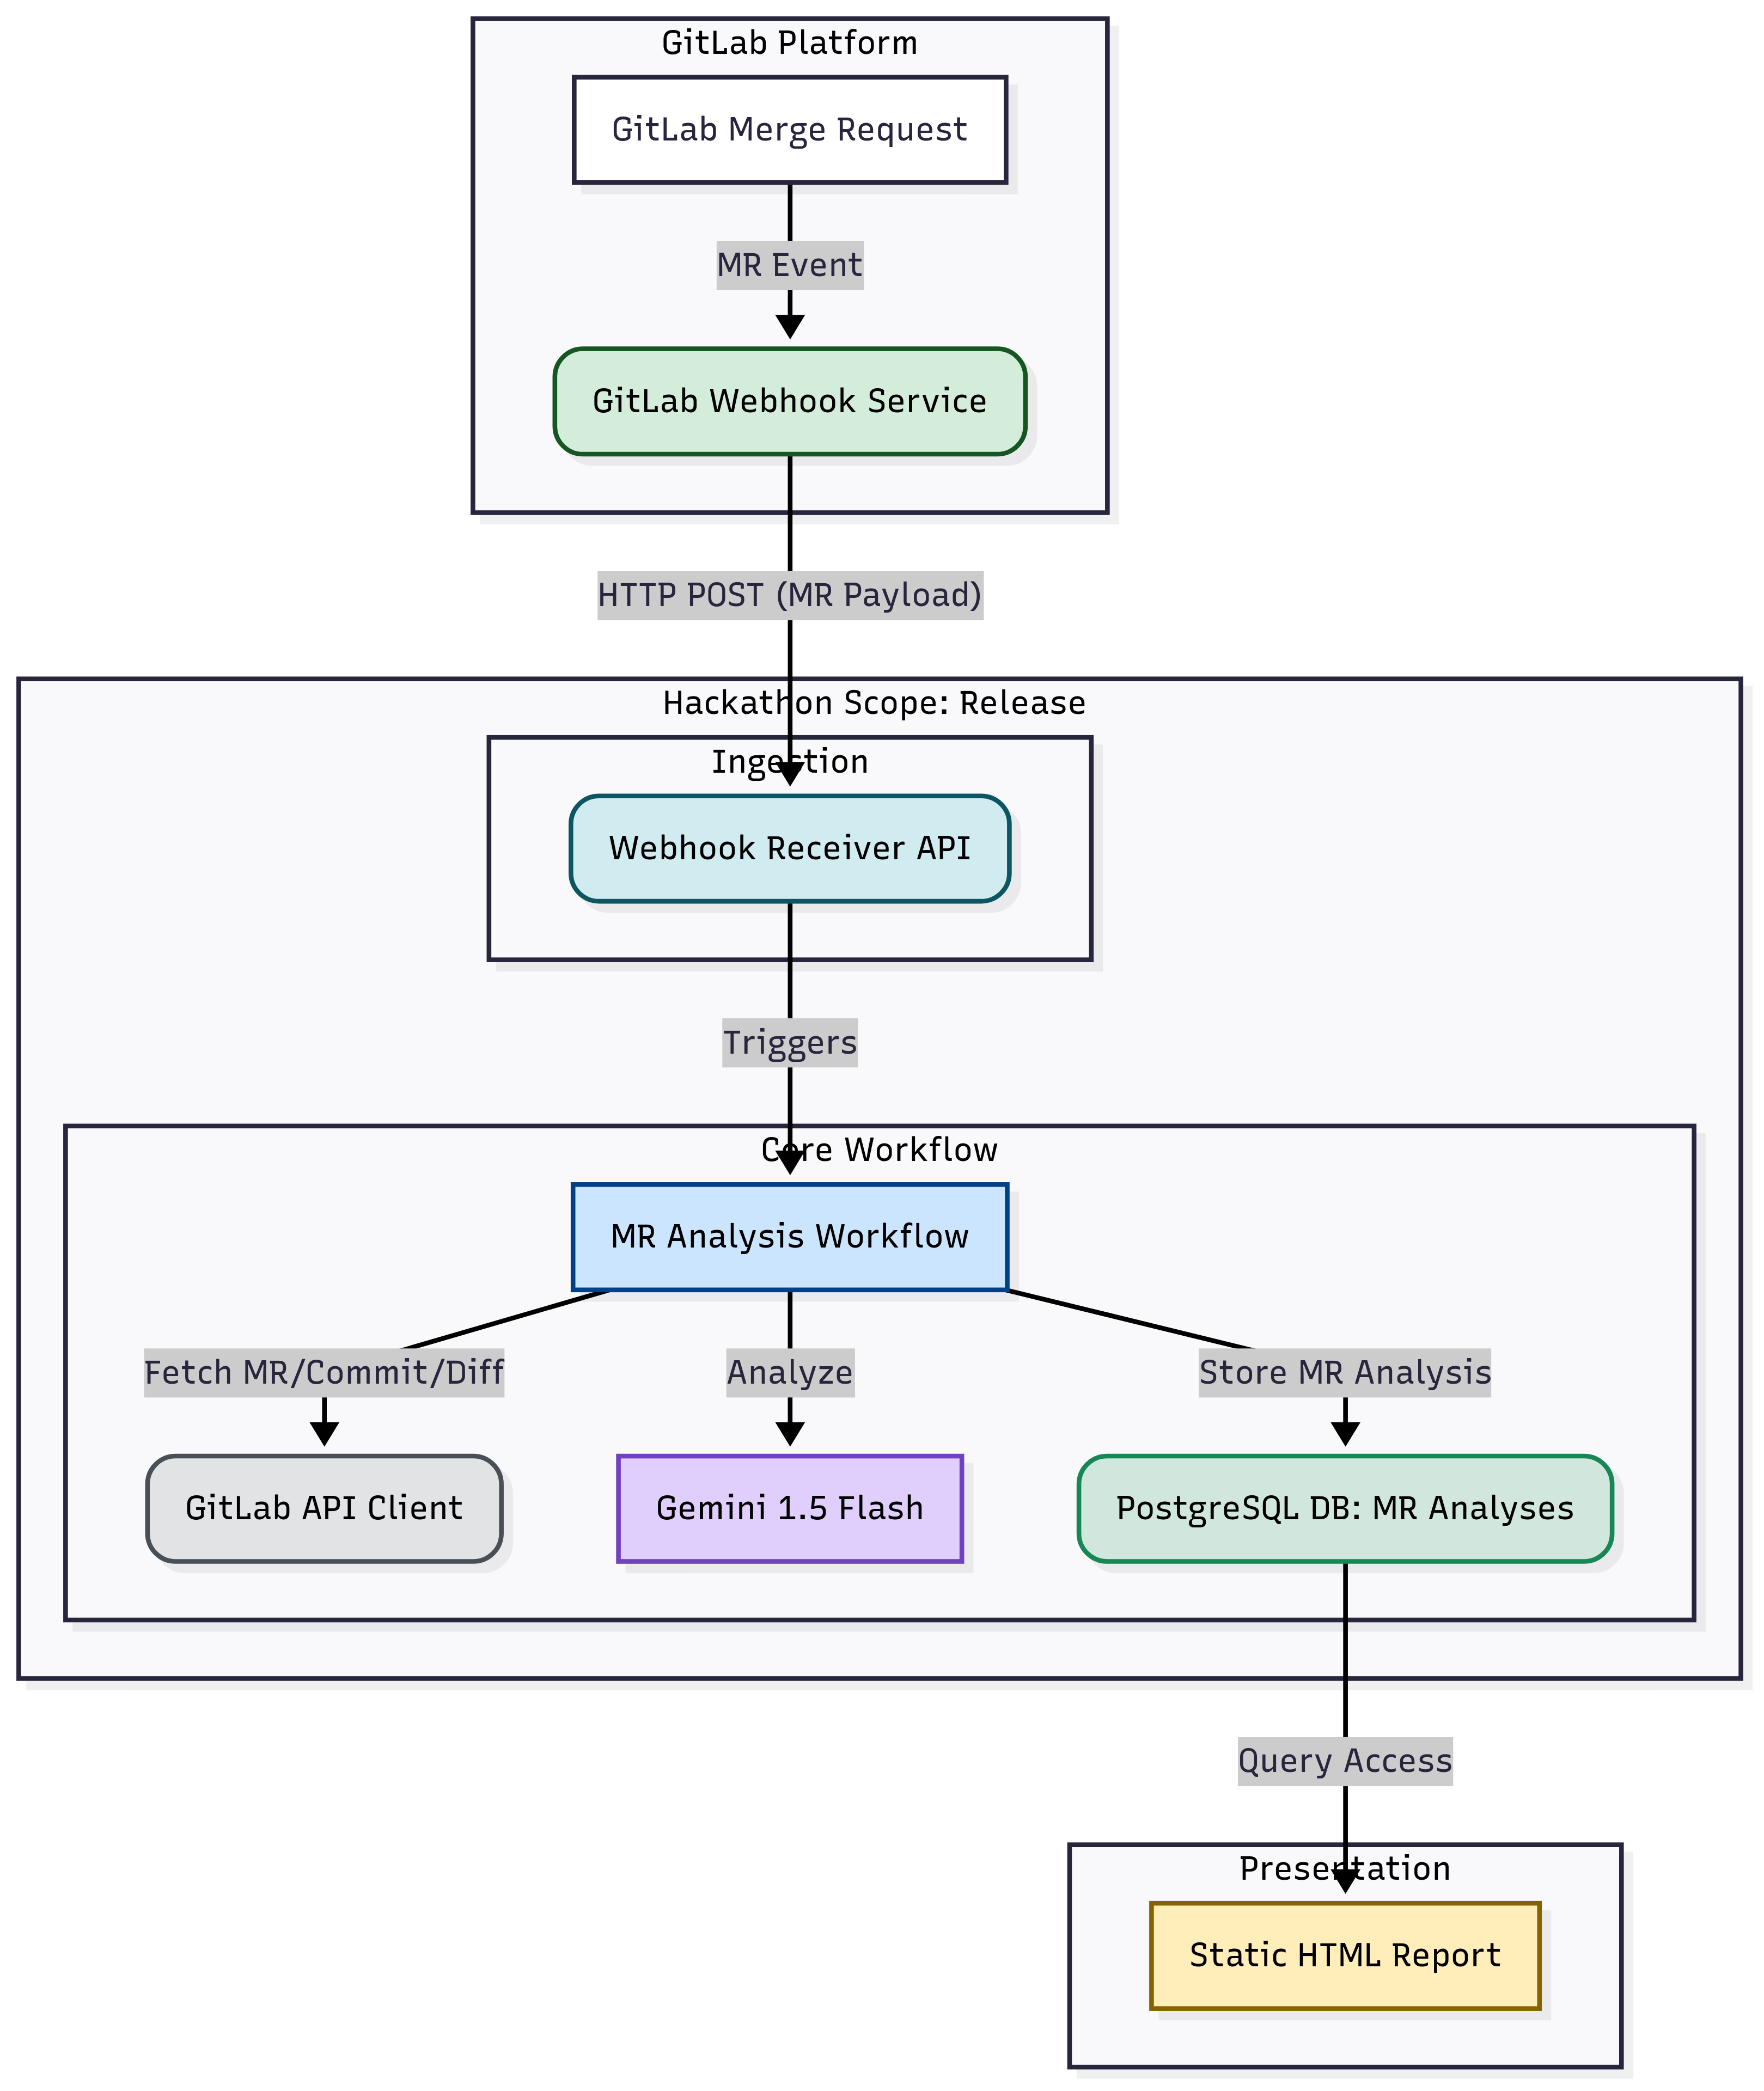 GitLab Platform
GitLab Merge Request
MR Event
GitLab Webhook Service
HTTP POST (MR Payload)
Hackathon Scope: Release
Ingestion
Webhook Receiver API
Triggers
Core Workflow
MR Analysis Workflow
Fetch MR/Commit/Diff
Analyze
Store MR Analysis
GitLab API Client
Gemini 1.5 Flash
PostgreSQL DB: MR Analyses
Query Access
Presentation
Static HTML Report